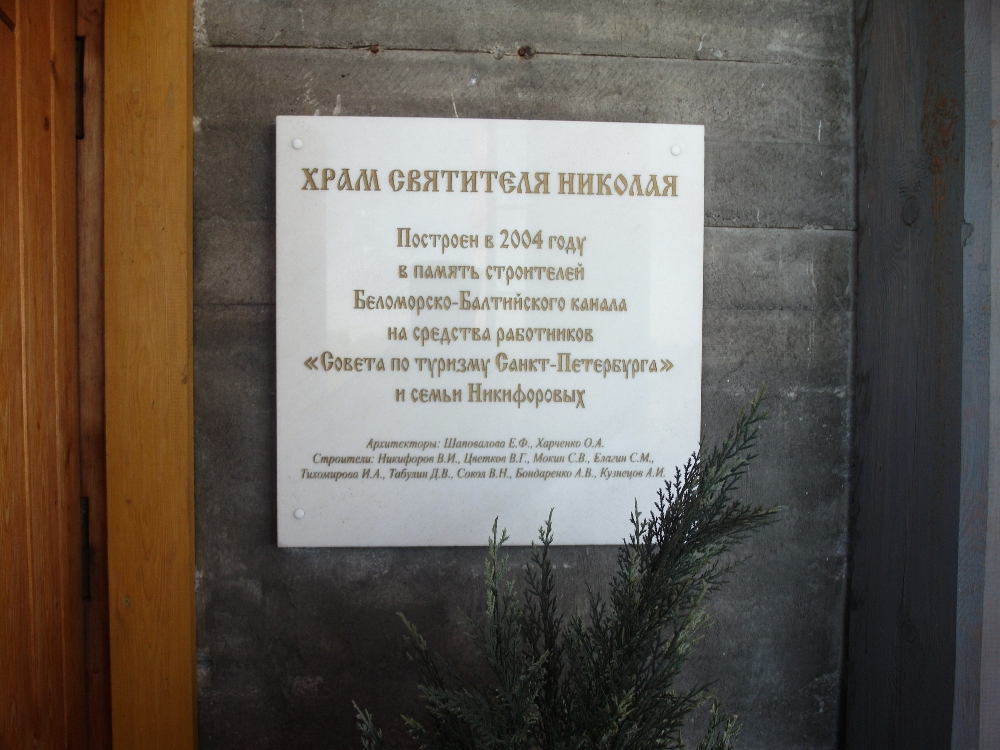 ХРАМ СВЯТИТЕЛЯ НИКОЛАЯ
Построен в 2004 году
в память строителей
Беломорско-Балтийского канала
на средства работников
«Совета по туризму Санкт-Петербурга»
и семьи Никифоровых
Архитекторы: Шаповалова Е.Ф., Харченко О.А.
Строители: Никифоров В.И., Цветков В.Г., Мокин С.В., Елагин С.М.,
Тихомирова И.А., Табулин Д.В., Сокол В.Н., Бондаренко А.В., Кузнецов А.И.